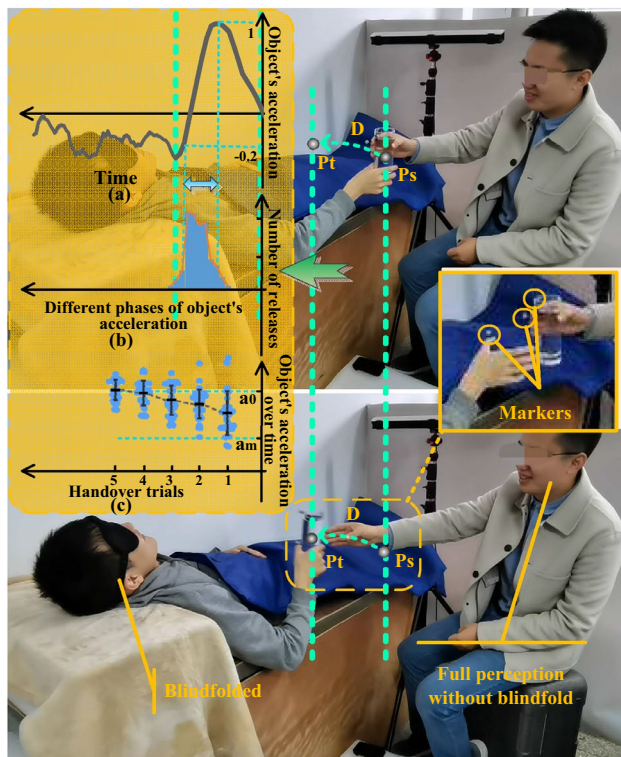 1
Object's
acceleration
-0.2
Time
(a)
D
Pt
Ps
Number of
releases
Different phases of object's
acceleration
(b)
Markers
Object's acceleration
over time
a0
am
5 4 3 2 1
Handover trials
(c)
D
Pt
Ps
Blindfolded
Full perception
without blindfold